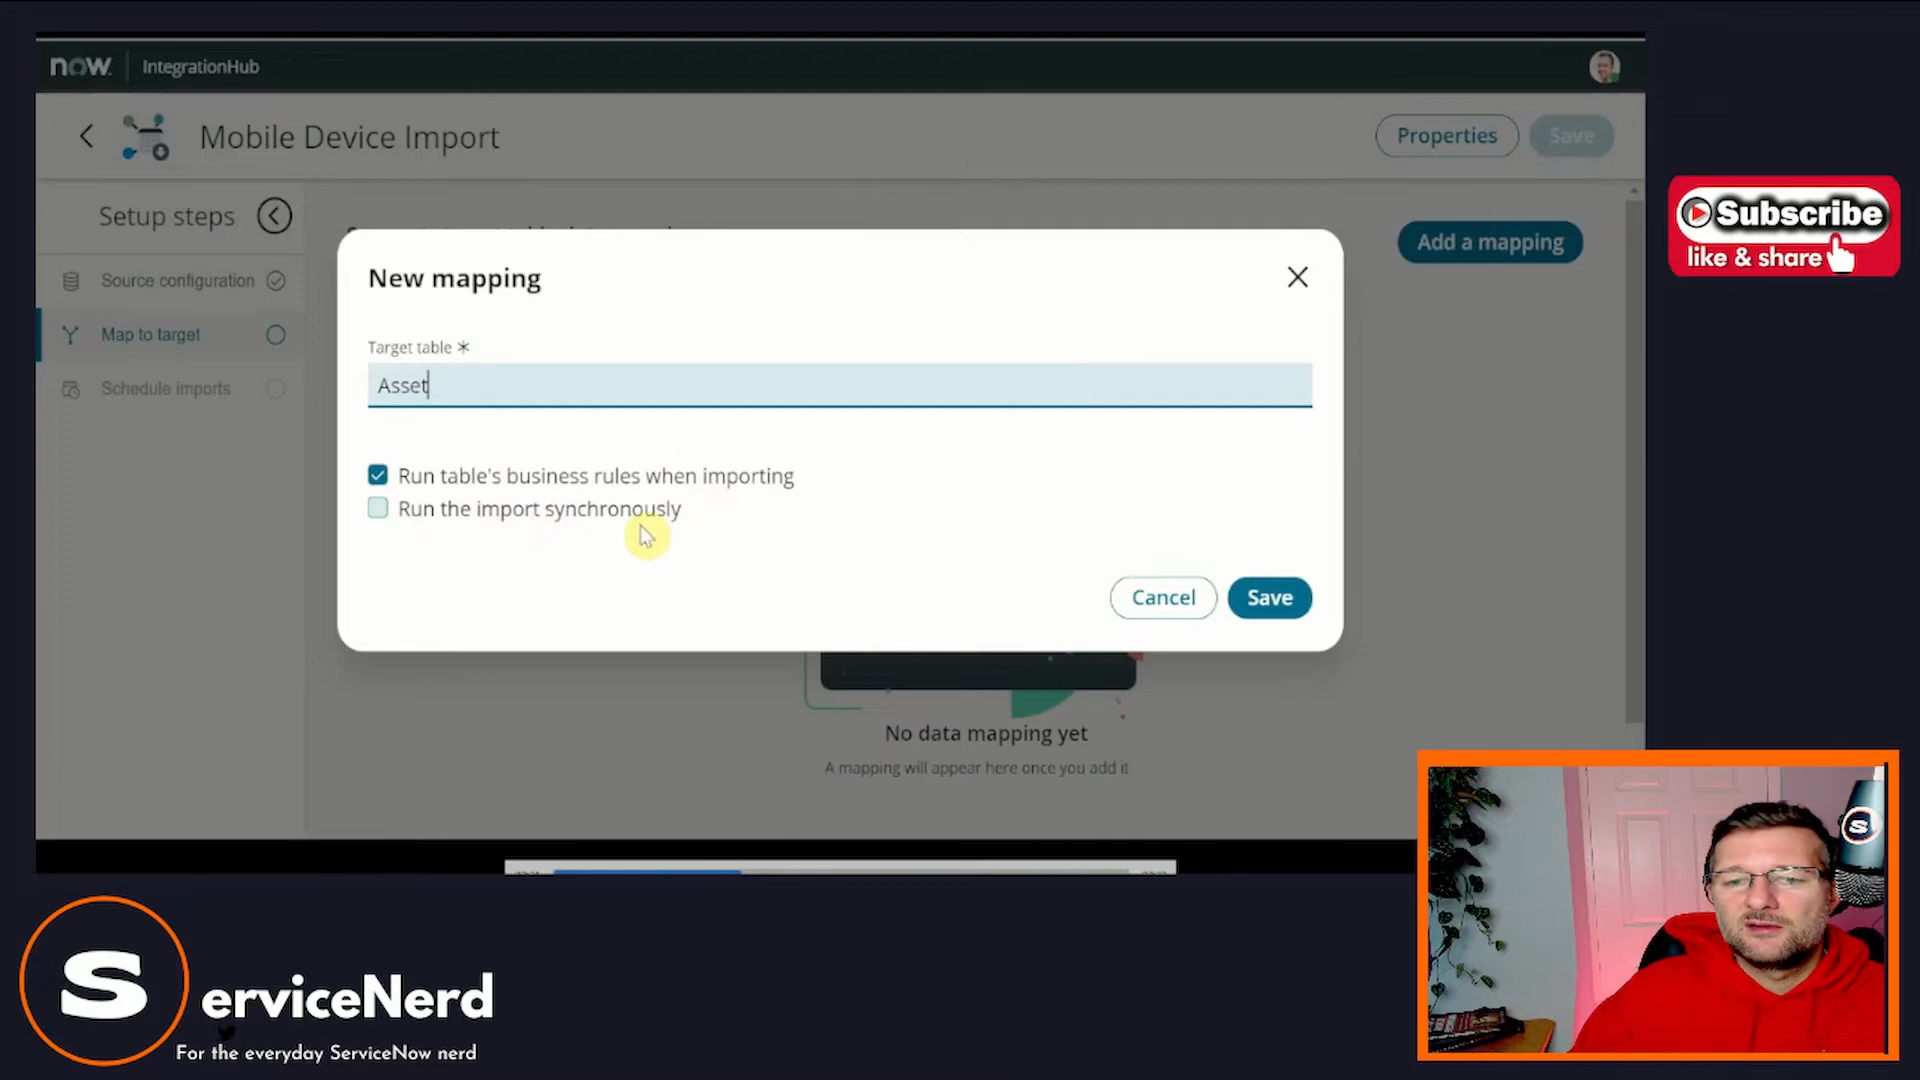 now.
IntegrationHub
Mobile Device Import
Properties
Save
Setup steps
Add a mapping
Source configuration
Map to target
Schedule imports
New mapping
Target table *
Asset
Run table's business rules when importing
Run the import synchronously
Cancel
Save
No data mapping yet
A mapping will appear here once you add it
Subscribe
like & share
S
S
erviceNerd
For the everyday ServiceNow nerd